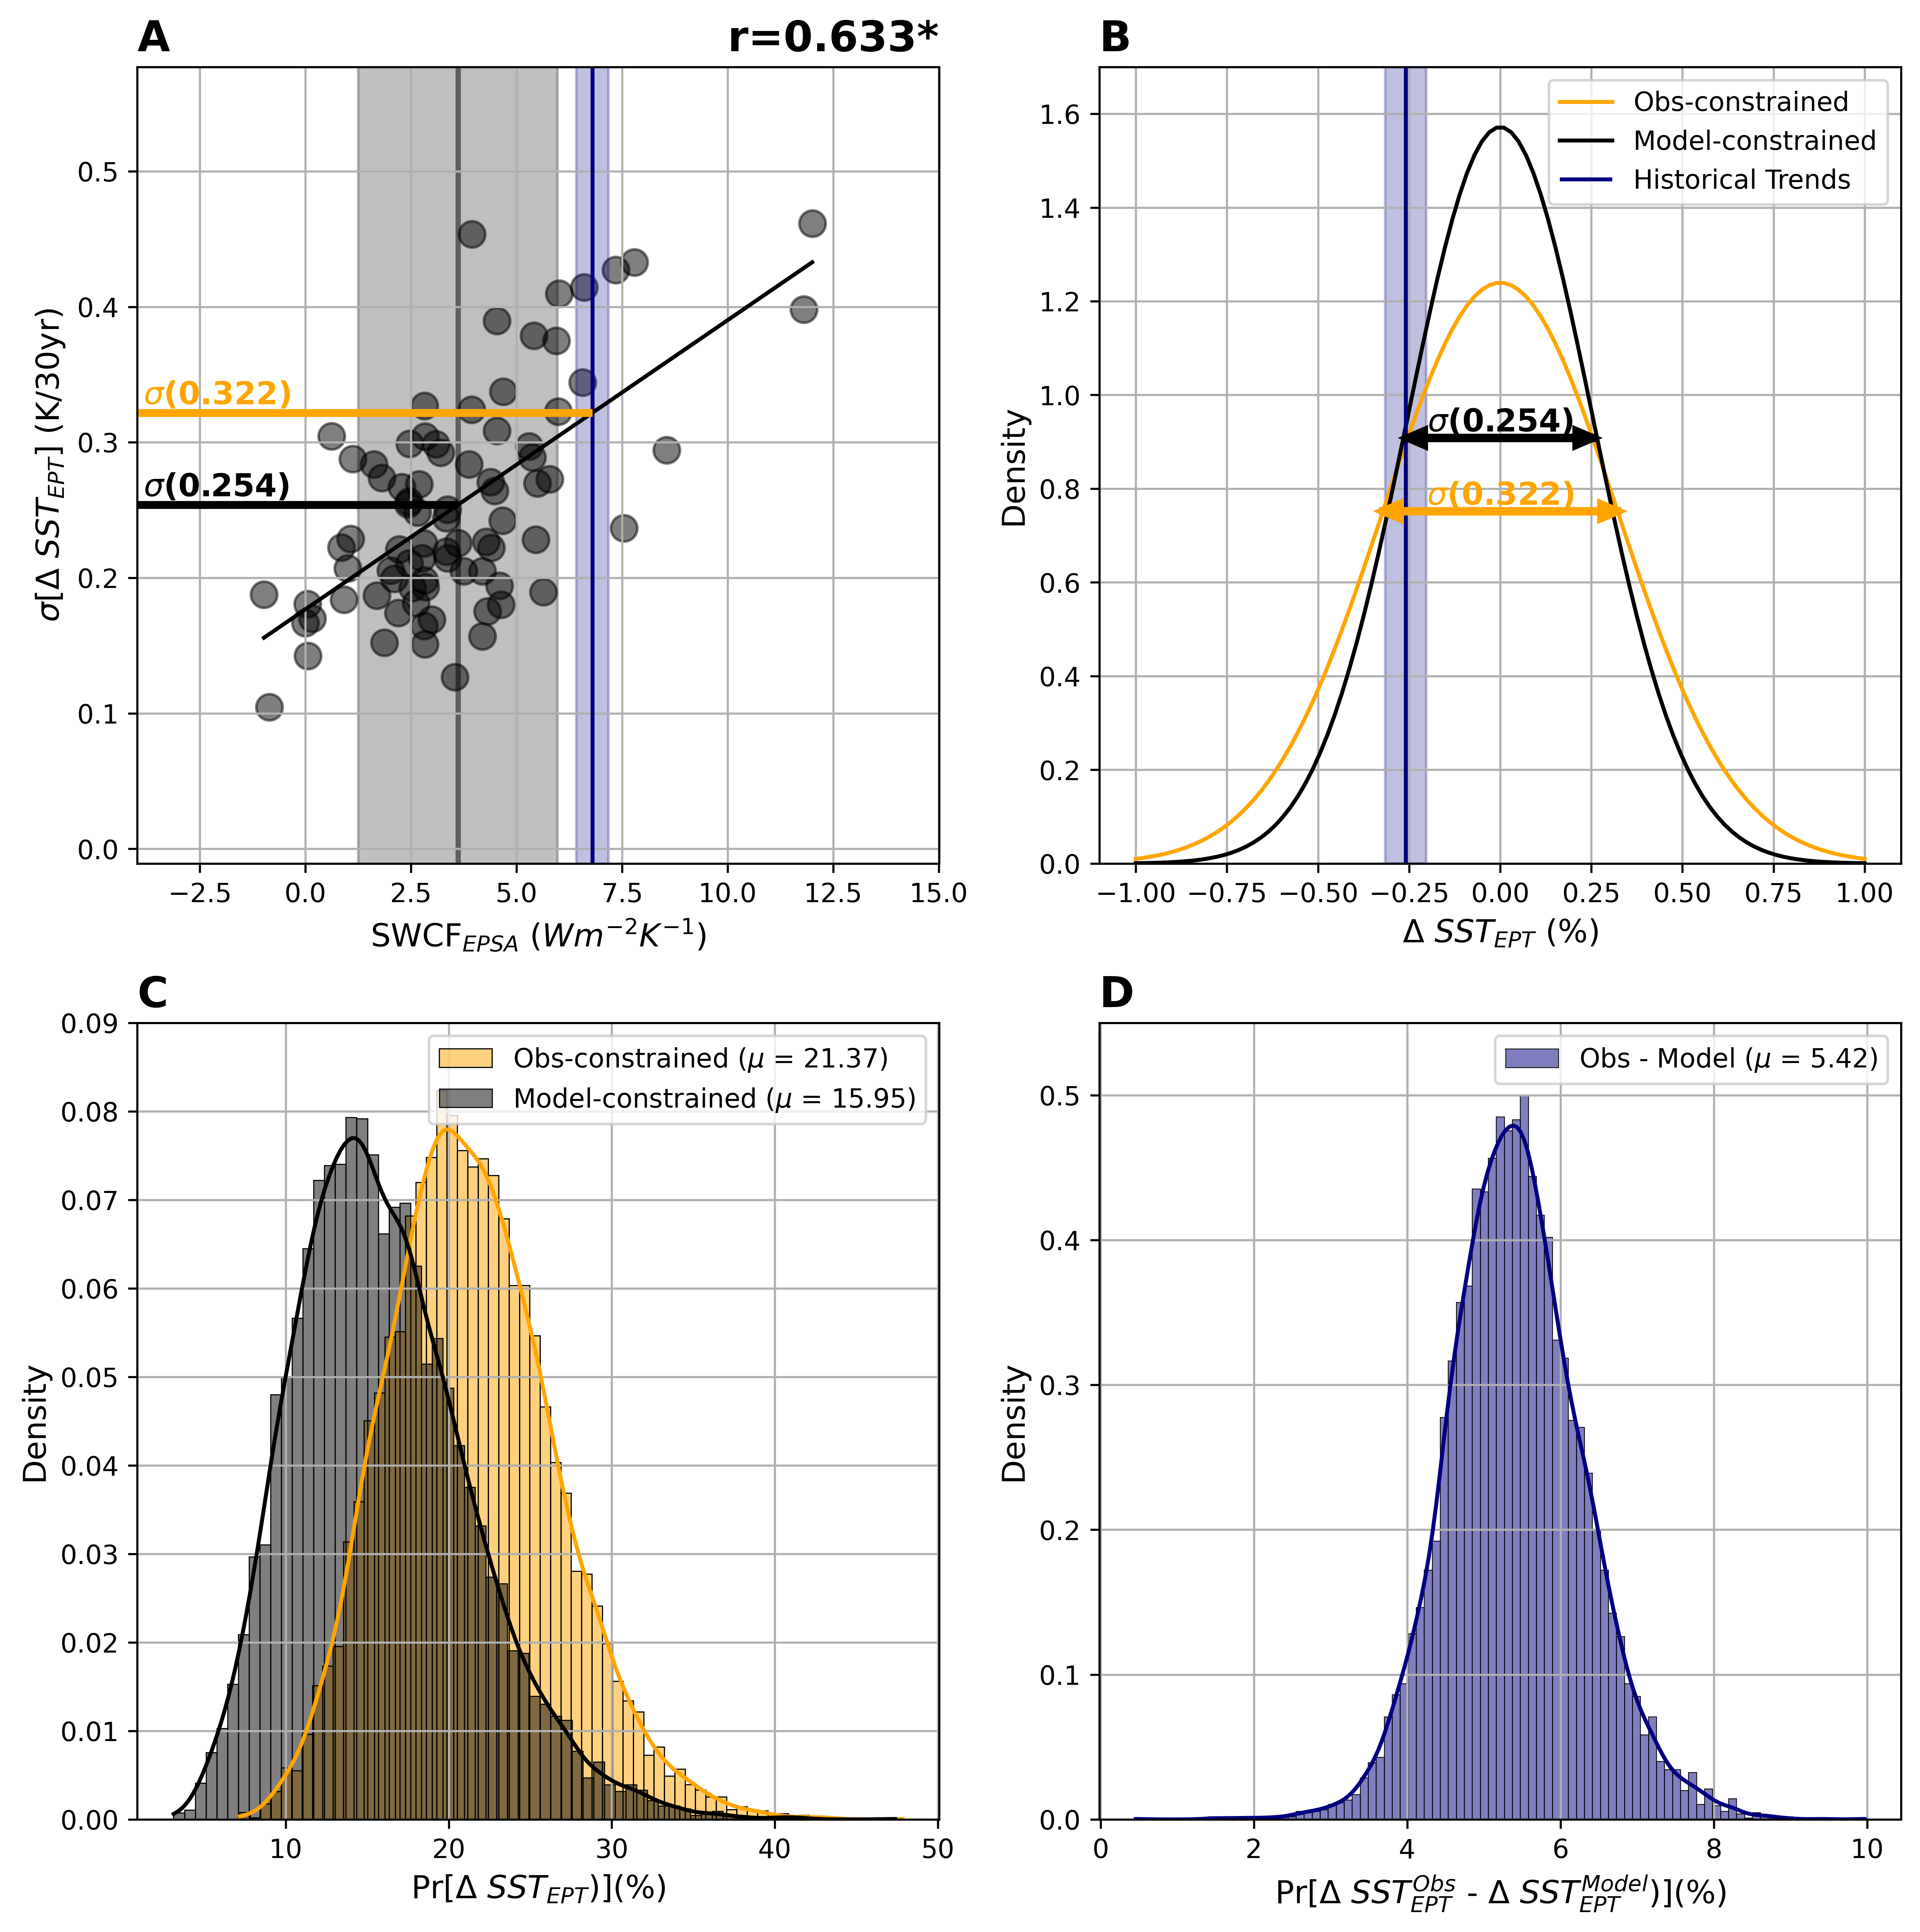 A
r=0.633*
σ[Δ SST_EPT] (K/30yr)
0.5
0.4
0.3
0.2
0.1
0.0
σ(0.322)
σ(0.254)
−2.5 0.0 2.5 5.0 7.5 10.0 12.5 15.0
SWCF_EPSA (Wm⁻²K⁻¹)
B
Density
1.6
1.4
1.2
1.0
0.8
0.6
0.4
0.2
0.0
Obs-constrained
Model-constrained
Historical Trends
σ(0.254)
σ(0.322)
−1.00 −0.75 −0.50 −0.25 0.00 0.25 0.50 0.75 1.00
Δ SST_EPT (%)
C
Density
0.09
0.08
0.07
0.06
0.05
0.04
0.03
0.02
0.01
0.00
Obs-constrained (μ = 21.37)
Model-constrained (μ = 15.95)
10 20 30 40 50
Pr[Δ SST_EPT)](%)
D
Density
0.5
0.4
0.3
0.2
0.1
0.0
Obs - Model (μ = 5.42)
0 2 4 6 8 10
Pr[Δ SST_EPT^Obs - Δ SST_EPT^Model)](%)